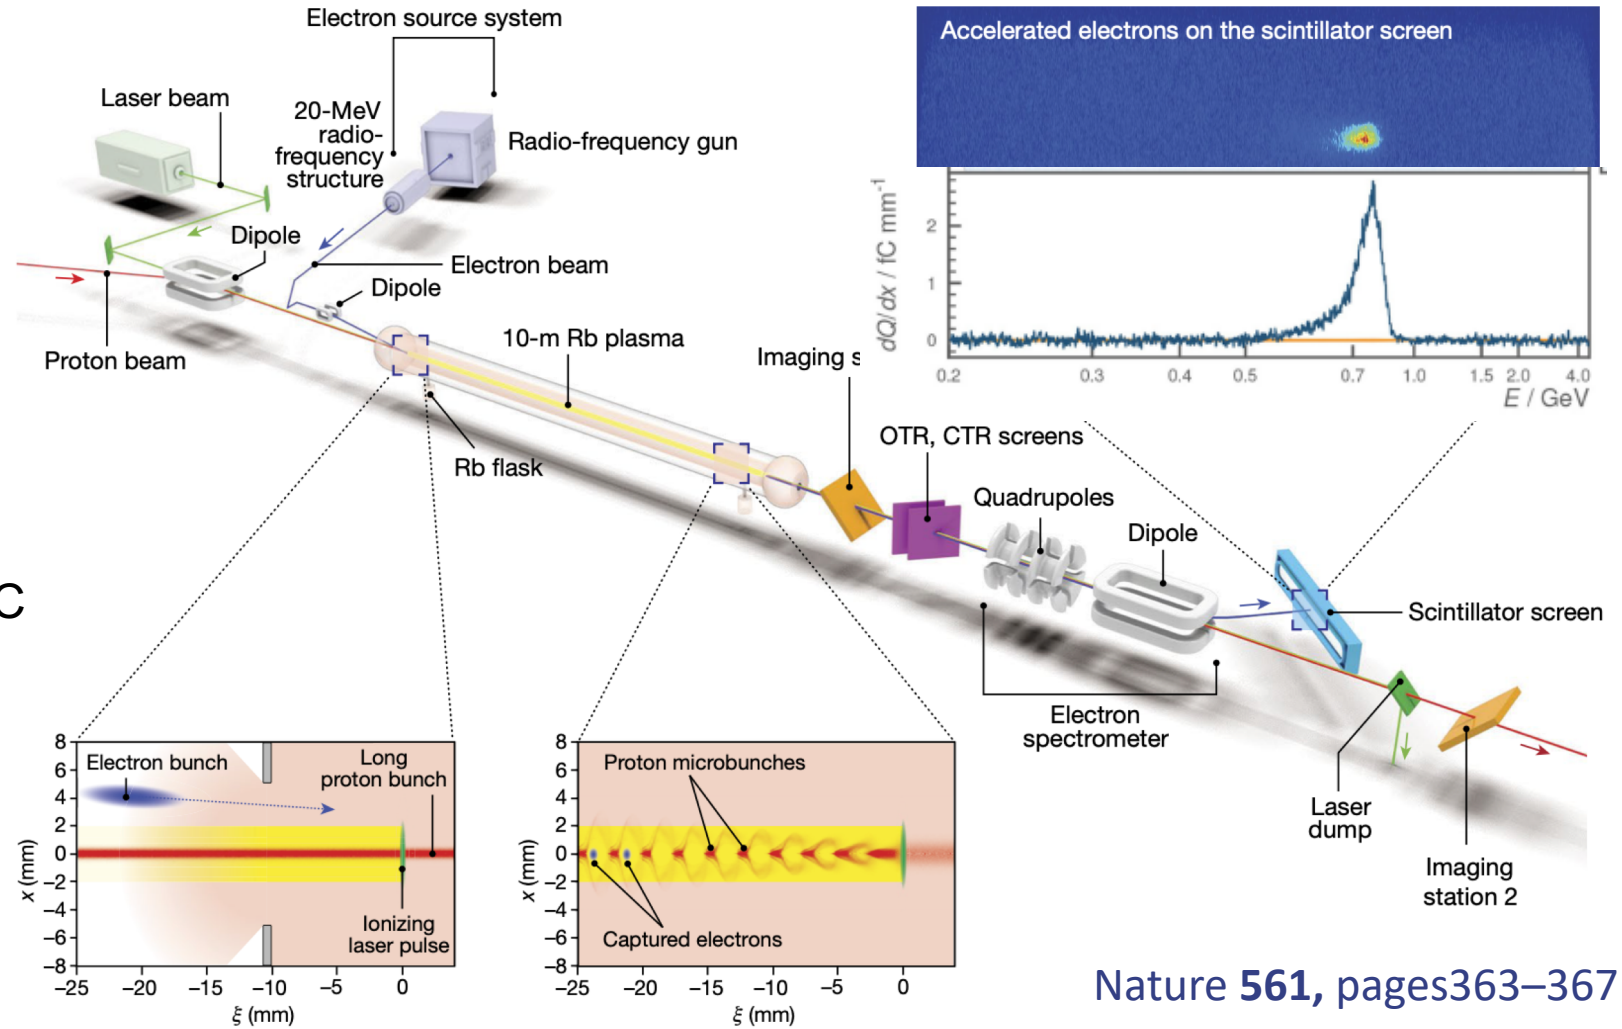 Electron source system
Laser beam
20-MeV
radio-
frequency
structure
Radio-frequency gun
Dipole
Electron beam
Dipole
Proton beam
10-m Rb plasma
Rb flask
Imaging s
OTR, CTR screens
Quadrupoles
Dipole
Scintillator screen
Electron
spectrometer
Laser
dump
Imaging
station 2
C
Accelerated electrons on the scintillator screen
dQ/dx / fC mm⁻¹
2
1
0
0.2 0.3 0.4 0.5 0.7 1.0 1.5 2.0 4.0
E / GeV
Electron bunch
Long
proton bunch
Ionizing
laser pulse
x (mm)
8
6
4
2
0
−2
−4
−6
−8
−25 −20 −15 −10 −5 0
ξ (mm)
Proton microbunches
Captured electrons
x (mm)
8
6
4
2
0
−2
−4
−6
−8
−25 −20 −15 −10 −5 0
ξ (mm)
Nature 561, pages363–367